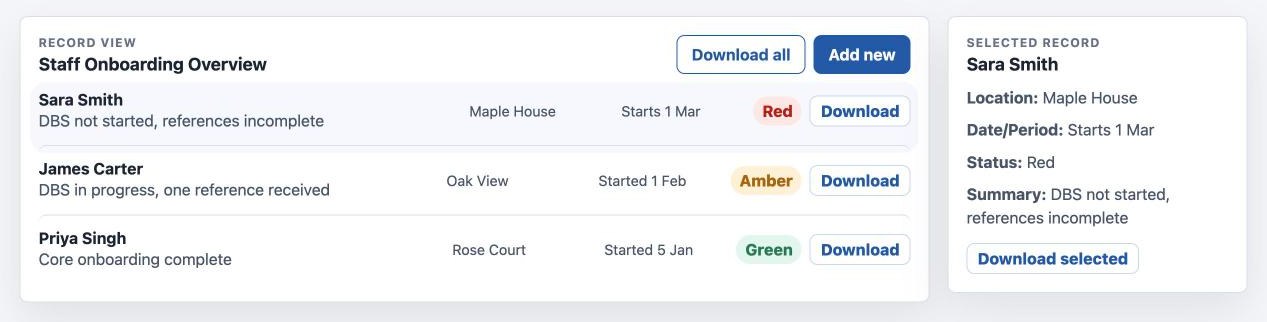 RECORD VIEW
Staff Onboarding Overview
Download all
Add new
Sara Smith
DBS not started, references incomplete
Maple House
Starts 1 Mar
Red
Download
James Carter
DBS in progress, one reference received
Oak View
Started 1 Feb
Amber
Download
Priya Singh
Core onboarding complete
Rose Court
Started 5 Jan
Green
Download
SELECTED RECORD
Sara Smith
Location: Maple House
Date/Period: Starts 1 Mar
Status: Red
Summary: DBS not started,
references incomplete
Download selected